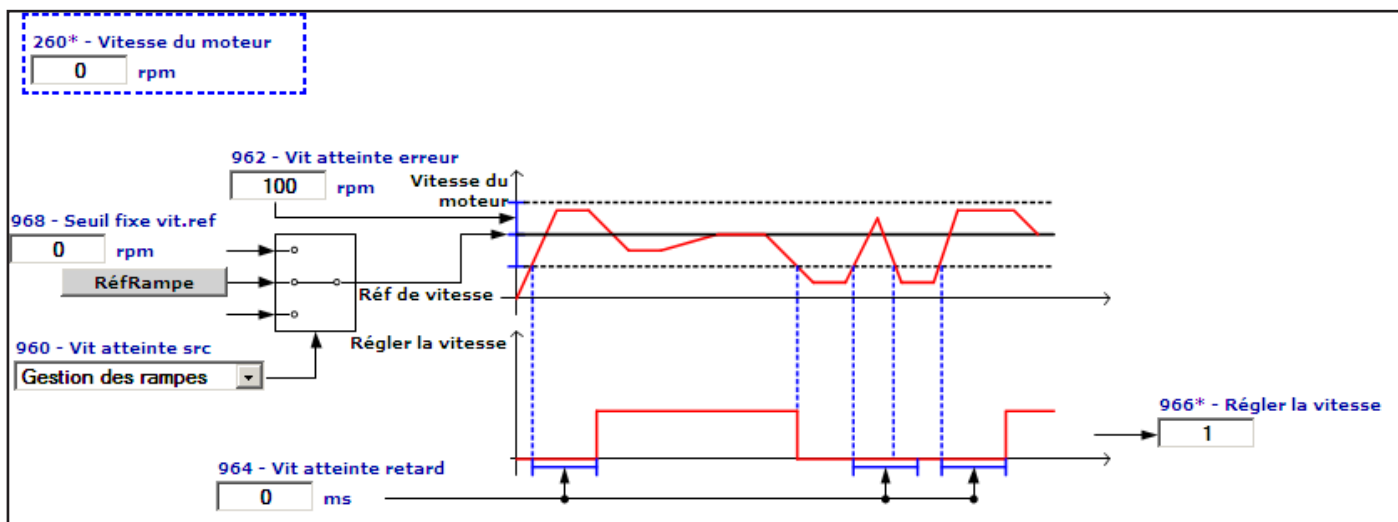 260* - Vitesse du moteur
0 rpm
962 - Vit atteinte erreur
100 rpm
Vitesse du
moteur
968 - Seuil fixe vit.ref
0 rpm
RéfRampe
Réf de vitesse
960 - Vit atteinte src
Gestion des rampes
Régler la vitesse
966* - Régler la vitesse
1
964 - Vit atteinte retard
0 ms